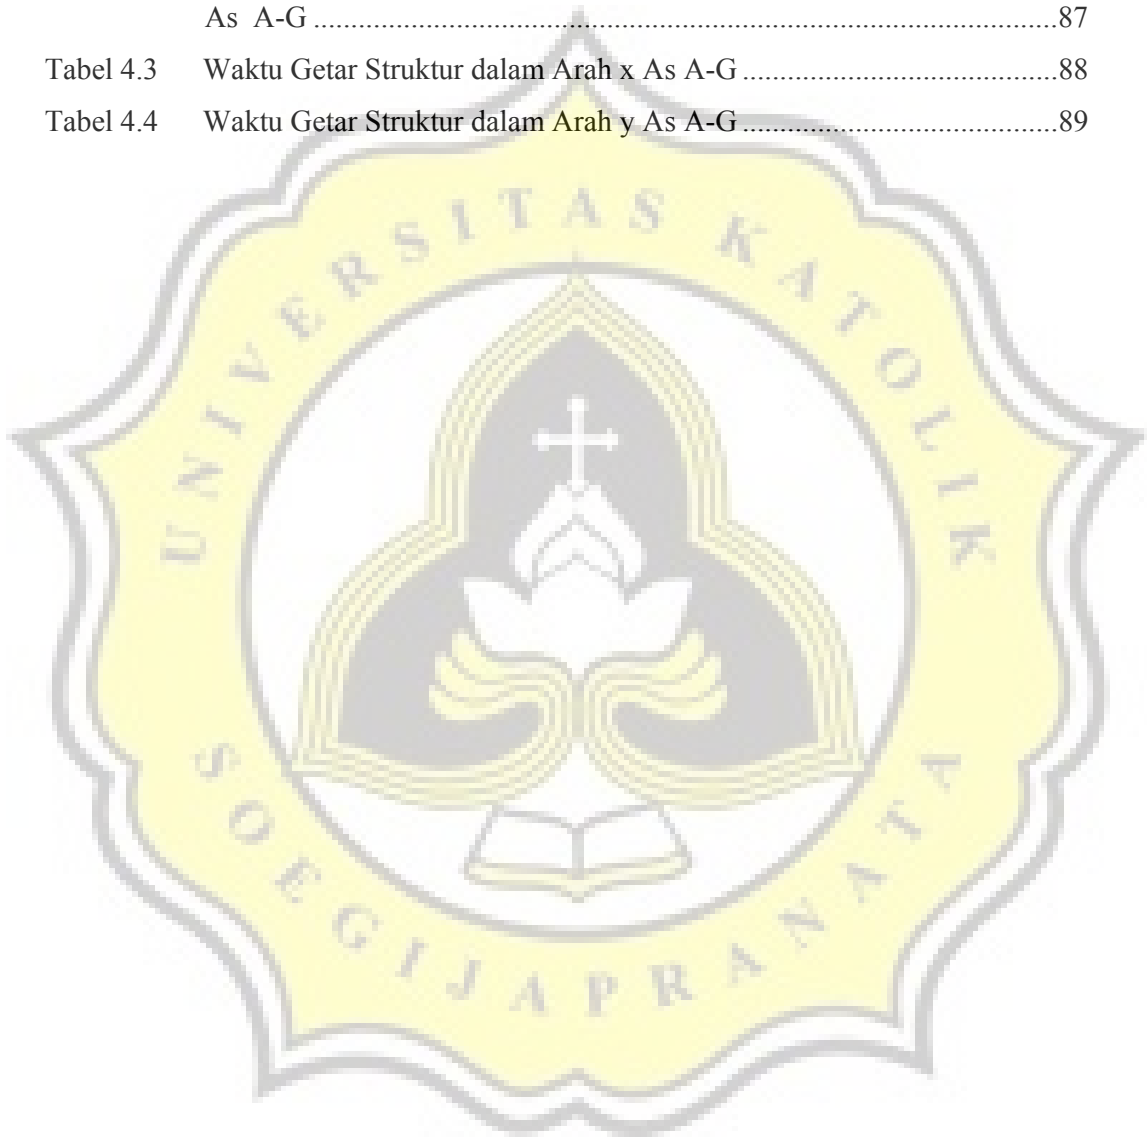 As A-G ................................................................................................87
Tabel 4.3 Waktu Getar Struktur dalam Arah x As A-G .........................................88
Tabel 4.4 Waktu Getar Struktur dalam Arah y As A-G .........................................89
UNIVERSITAS KATOLIK
SOEGIJAPRANATA